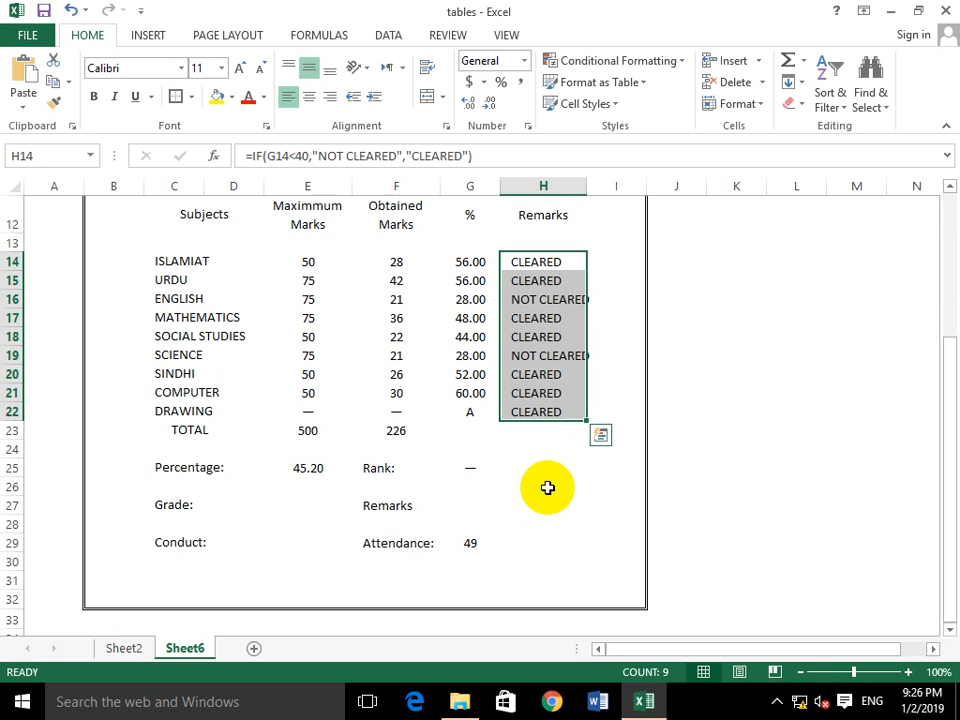 tables - Excel
Sign in
FILE HOME INSERT PAGE LAYOUT FORMULAS DATA REVIEW VIEW
Paste
Calibri 11
B I U
General
$ % ,
Conditional Formatting
Format as Table
Cell Styles
Insert
Delete
Format
Sort & Filter
Find & Select
Clipboard Font Alignment Number Styles Cells Editing
H14 fx =IF(G14<40,"NOT CLEARED","CLEARED")
A B C D E F G H I J K L M N
12 Subjects Maximmum Marks Obtained Marks % Remarks
13
14 ISLAMIAT 50 28 56.00 CLEARED
15 URDU 75 42 56.00 CLEARED
16 ENGLISH 75 21 28.00 NOT CLEARED
17 MATHEMATICS 75 36 48.00 CLEARED
18 SOCIAL STUDIES 50 22 44.00 CLEARED
19 SCIENCE 75 21 28.00 NOT CLEARED
20 SINDHI 50 26 52.00 CLEARED
21 COMPUTER 50 30 60.00 CLEARED
22 DRAWING — — A CLEARED
23 TOTAL 500 226
24
25 Percentage: 45.20 Rank: —
26
27 Grade: Remarks
28
29 Conduct: Attendance: 49
30
31
32
33
Sheet2 Sheet6
READY COUNT: 9 100%
Search the web and Windows
ENG
9:26 PM
1/2/2019